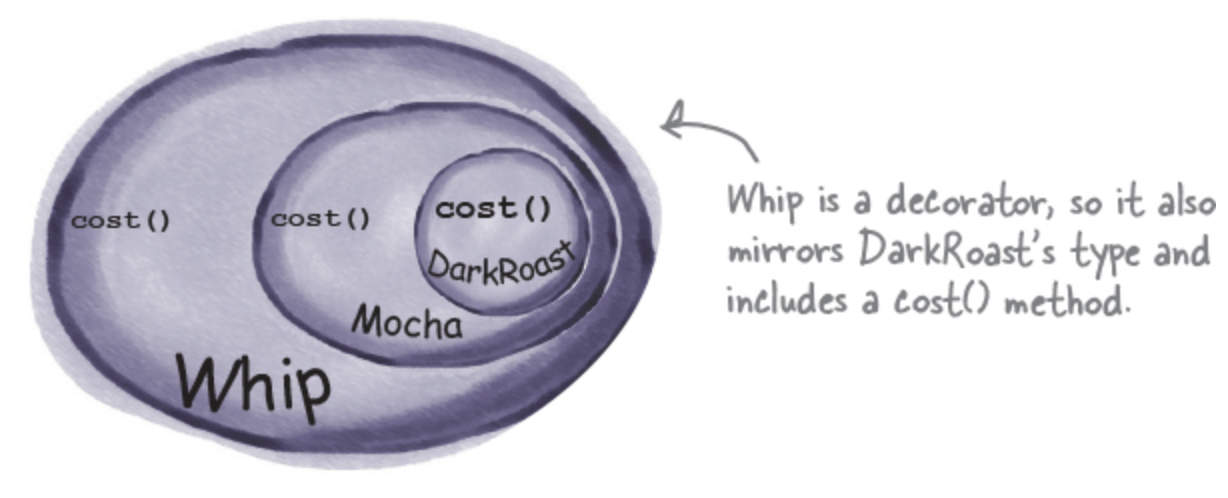 cost()
cost()
cost()
DarkRoast
Mocha
Whip
Whip is a decorator, so it also
mirrors DarkRoast's type and
includes a cost() method.